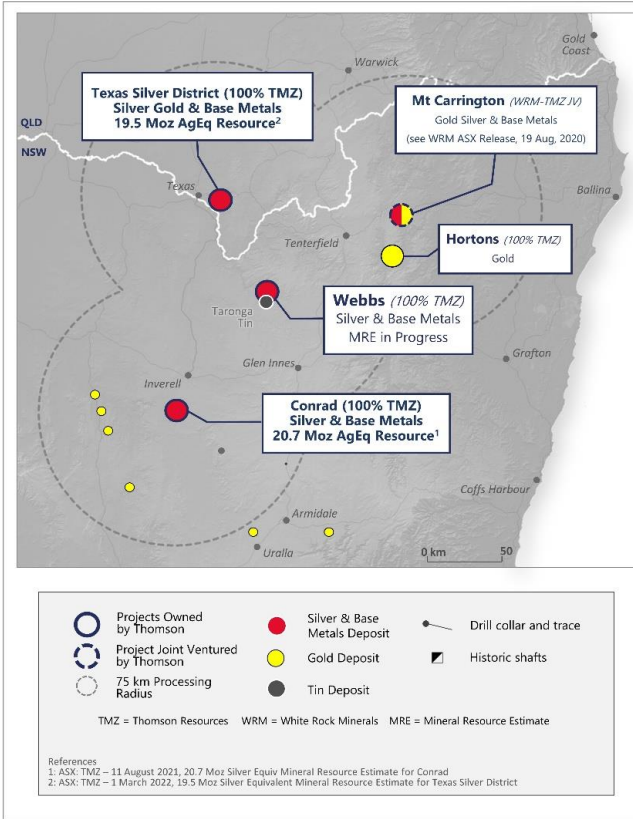 Gold
Coast
Warwick
Texas Silver District (100% TMZ)
Silver Gold & Base Metals
19.5 Moz AgEq Resource²
Mt Carrington (WRM-TMZ JV)
Gold Silver & Base Metals
(see WRM ASX Release, 19 Aug, 2020)
QLD
NSW
Texas
Ballina
Tenterfield
Hortons (100% TMZ)
Gold
Webbs (100% TMZ)
Silver & Base Metals
MRE in Progress
Taronga
Tin
Glen Innes
Grafton
Inverell
Conrad (100% TMZ)
Silver & Base Metals
20.7 Moz AgEq Resource¹
Coffs Harbour
Armidale
Uralla
0 km 50
Projects Owned
by Thomson
Silver & Base
Metals Deposit
Drill collar and trace
Project Joint Ventured
by Thomson
Gold Deposit
Historic shafts
75 km Processing
Radius
Tin Deposit
TMZ = Thomson Resources WRM = White Rock Minerals MRE = Mineral Resource Estimate
References
1: ASX: TMZ – 11 August 2021, 20.7 Moz Silver Equiv Mineral Resource Estimate for Conrad
2: ASX: TMZ – 1 March 2022, 19.5 Moz Silver Equivalent Mineral Resource Estimate for Texas Silver District